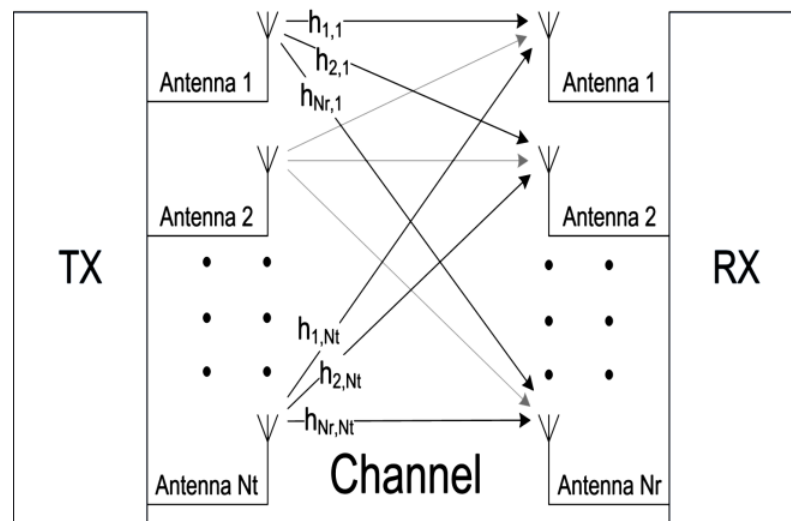 h1,1
Antenna 1
h2,1
Antenna 1
hNr,1
Antenna 2
Antenna 2
TX
RX
h1,Nt
h2,Nt
hNr,Nt
Antenna Nt
Channel
Antenna Nr